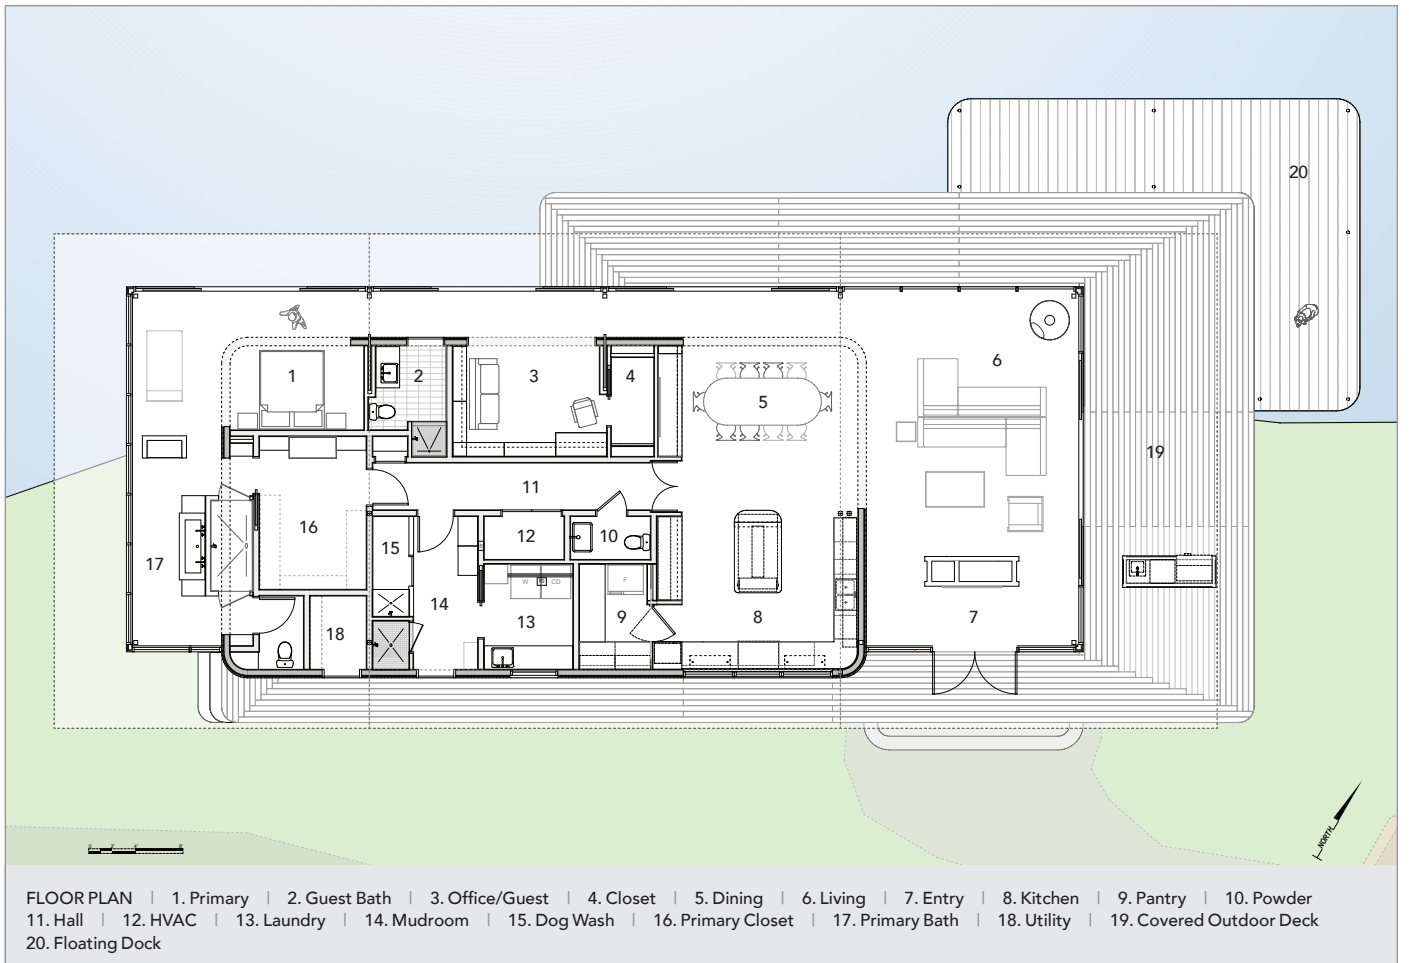 20
6
1
2
3
4
5
19
11
16
12
10
15
17
W
CD
F
14
9
8
7
13
18
NORTH
FLOOR PLAN | 1. Primary | 2. Guest Bath | 3. Office/Guest | 4. Closet | 5. Dining | 6. Living | 7. Entry | 8. Kitchen | 9. Pantry | 10. Powder
11. Hall | 12. HVAC | 13. Laundry | 14. Mudroom | 15. Dog Wash | 16. Primary Closet | 17. Primary Bath | 18. Utility | 19. Covered Outdoor Deck
20. Floating Dock